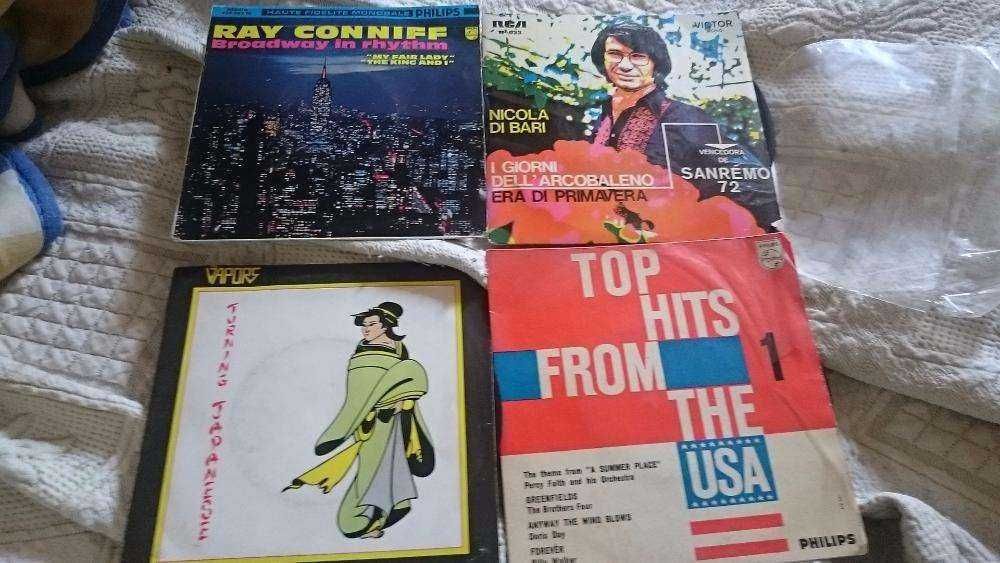 HAUTE FIDELITE MONORALE PHILIPS
RAY CONNIFF
Broadway in rhythm
"MY FAIR LADY"
"THE KING AND I"
RCA
VICTOR
NICOLA
DI BARI
I GIORNI
DELL'ARCOBALENO
ERA DI PRIMAVERA
VENCEDORA
DE
SANREMO
72
VAPORS
TURNING JAPANESE
TOP
HITS
FROM
THE
USA
1
The theme from "A SUMMER PLACE"
Percy Faith and his Orchestra
GREENFIELDS
The Brothers Four
ANYWAY THE WIND BLOWS
Doris Day
FOREVER
PHILIPS